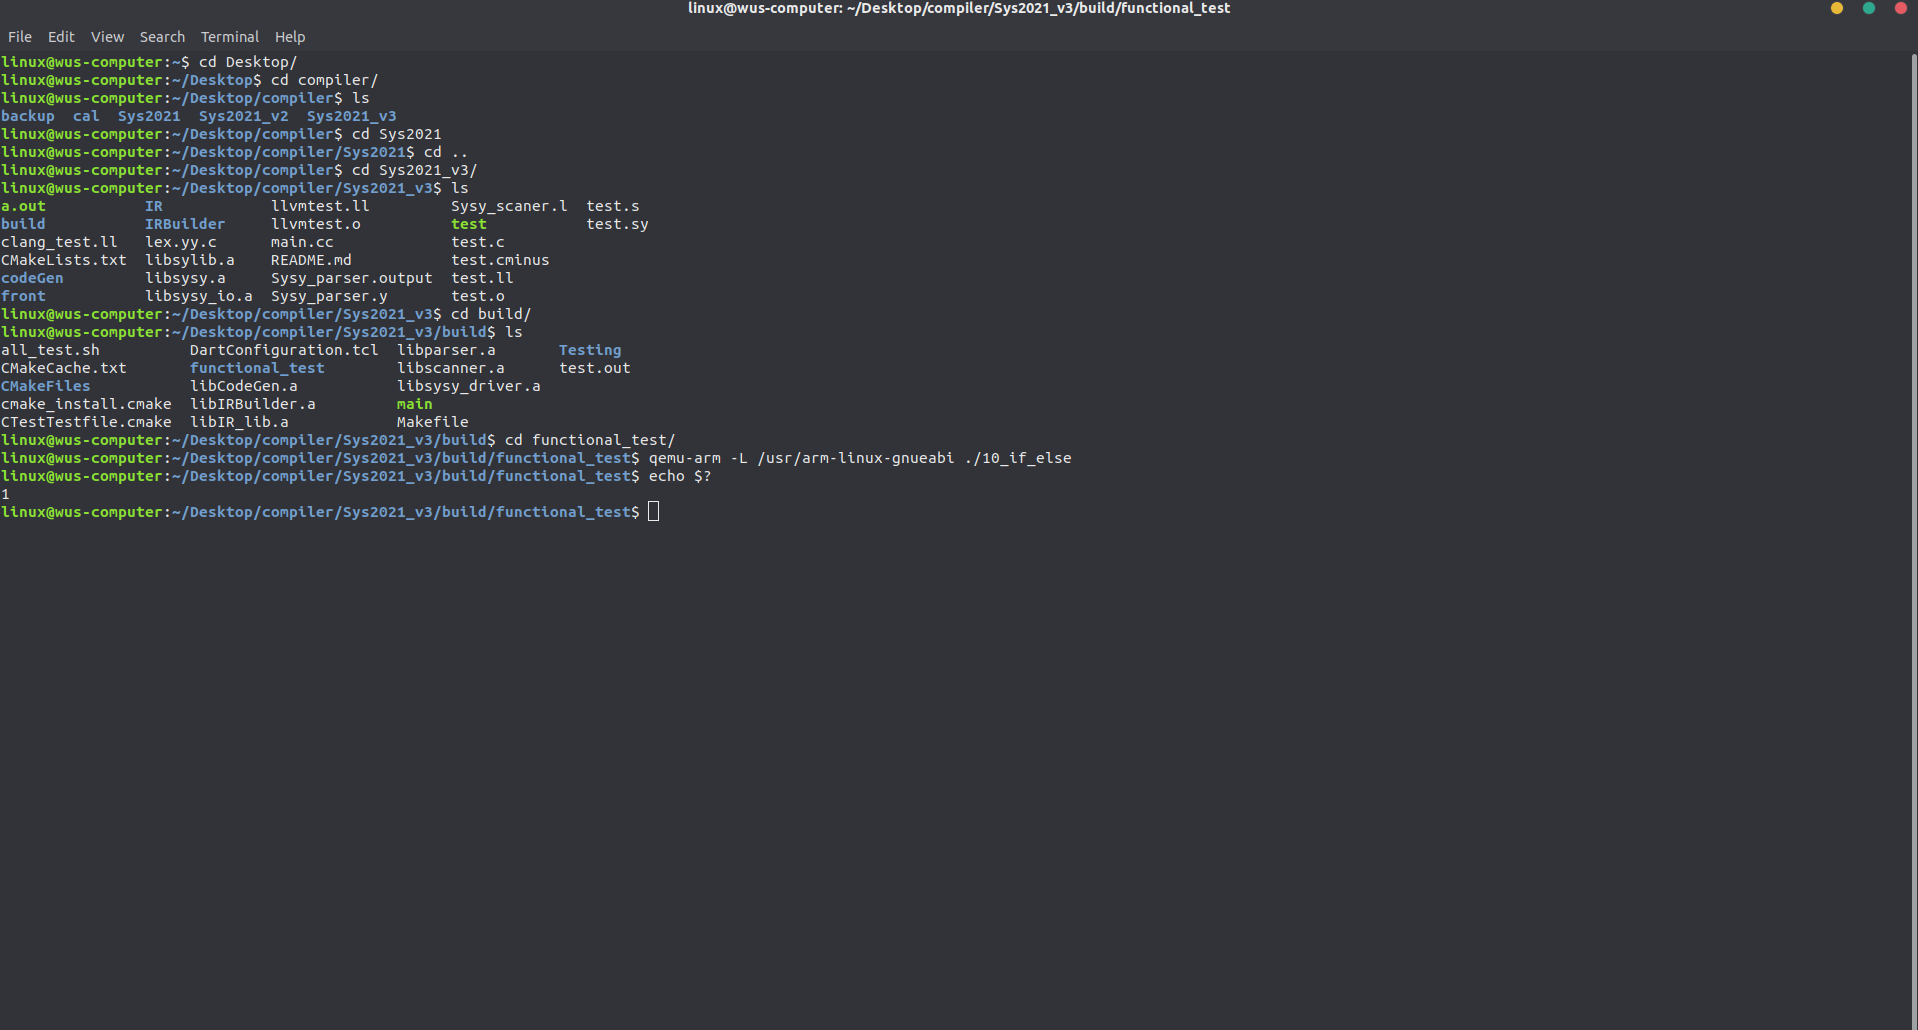 linux@wus-computer: ~/Desktop/compiler/Sys2021_v3/build/functional_test
File Edit View Search Terminal Help
linux@wus-computer:~$ cd Desktop/
linux@wus-computer:~/Desktop$ cd compiler/
linux@wus-computer:~/Desktop/compiler$ ls
backup  cal  Sys2021  Sys2021_v2  Sys2021_v3
linux@wus-computer:~/Desktop/compiler$ cd Sys2021
linux@wus-computer:~/Desktop/compiler/Sys2021$ cd ..
linux@wus-computer:~/Desktop/compiler$ cd Sys2021_v3/
linux@wus-computer:~/Desktop/compiler/Sys2021_v3$ ls
a.out           IR            llvmtest.ll         Sysy_scaner.l  test.s
build           IRBuilder     llvmtest.o          test           test.sy
clang_test.ll   lex.yy.c      main.cc             test.c
CMakeLists.txt  libsylib.a    README.md           test.cminus
codeGen         libsysy.a     Sysy_parser.output  test.ll
front           libsysy_io.a  Sysy_parser.y       test.o
linux@wus-computer:~/Desktop/compiler/Sys2021_v3$ cd build/
linux@wus-computer:~/Desktop/compiler/Sys2021_v3/build$ ls
all_test.sh          DartConfiguration.tcl  libparser.a       Testing
CMakeCache.txt       functional_test        libscanner.a      test.out
CMakeFiles           libCodeGen.a           libsysy_driver.a
cmake_install.cmake  libIRBuilder.a         main
CTestTestfile.cmake  libIR_lib.a            Makefile
linux@wus-computer:~/Desktop/compiler/Sys2021_v3/build$ cd functional_test/
linux@wus-computer:~/Desktop/compiler/Sys2021_v3/build/functional_test$ qemu-arm -L /usr/arm-linux-gnueabi ./10_if_else
linux@wus-computer:~/Desktop/compiler/Sys2021_v3/build/functional_test$ echo $?
1
linux@wus-computer:~/Desktop/compiler/Sys2021_v3/build/functional_test$